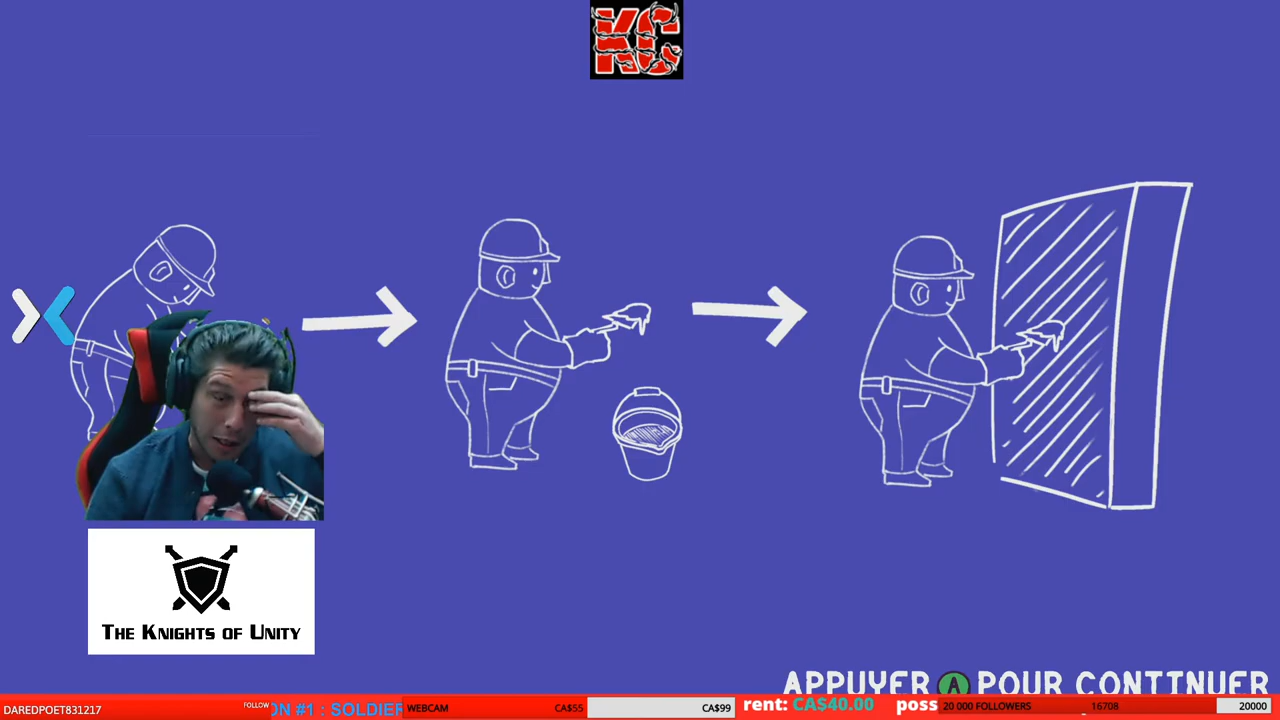 KC
THE KNIGHTS OF UNITY
APPUYER A POUR CONTINUER
DAREDPOET831217
FOLLOW
ON #1 : SOLDIER
WEBCAM
CA$55
CA$99
rent: CA$40.00
poss
20 000 FOLLOWERS
16708
20000